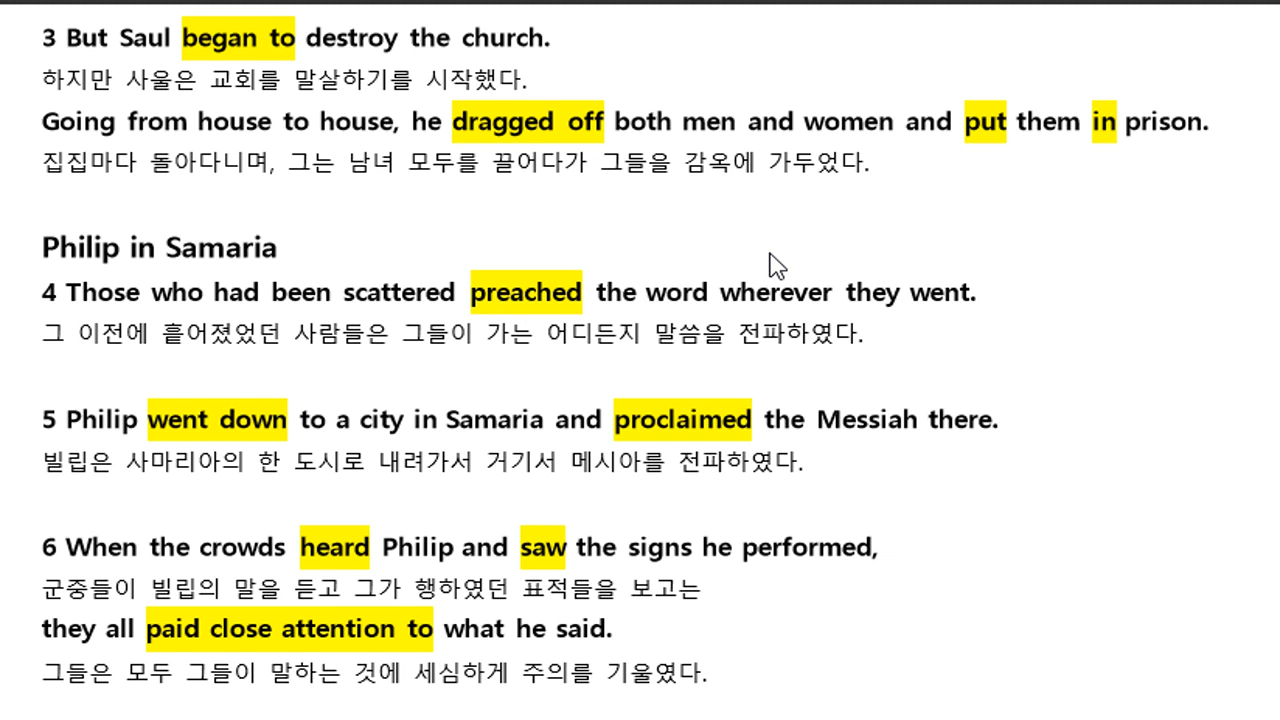 3 But Saul began to destroy the church.
하지만 사울은 교회를 말살하기를 시작했다.
Going from house to house, he dragged off both men and women and put them in prison.
집집마다 돌아다니며, 그는 남녀 모두를 끌어다가 그들을 감옥에 가두었다.
Philip in Samaria
4 Those who had been scattered preached the word wherever they went.
그 이전에 흩어졌었던 사람들은 그들이 가는 어디든지 말씀을 전파하였다.
5 Philip went down to a city in Samaria and proclaimed the Messiah there.
빌립은 사마리아의 한 도시로 내려가서 거기서 메시아를 전파하였다.
6 When the crowds heard Philip and saw the signs he performed,
군중들이 빌립의 말을 듣고 그가 행하였던 표적들을 보고는
they all paid close attention to what he said.
그들은 모두 그들이 말하는 것에 세심하게 주의를 기울였다.